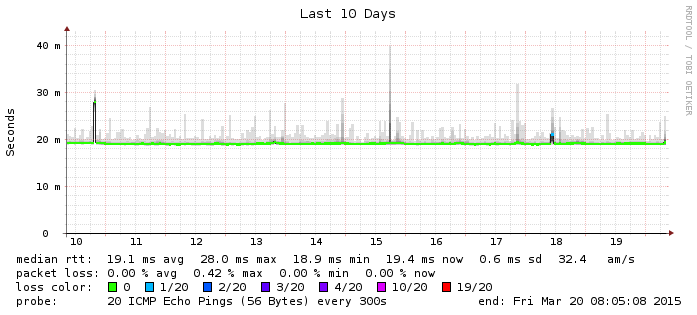 Last 10 Days
RRDTOOL / TOBI OETIKER
Seconds
40 m
30 m
20 m
10 m
0
10 11 12 13 14 15 16 17 18 19
median rtt: 19.1 ms avg 28.0 ms max 18.9 ms min 19.4 ms now 0.6 ms sd 32.4 am/s
packet loss: 0.00 % avg 0.42 % max 0.00 % min 0.00 % now
loss color: 0 1/20 2/20 3/20 4/20 10/20 19/20
probe: 20 ICMP Echo Pings (56 Bytes) every 300s end: Fri Mar 20 08:05:08 2015